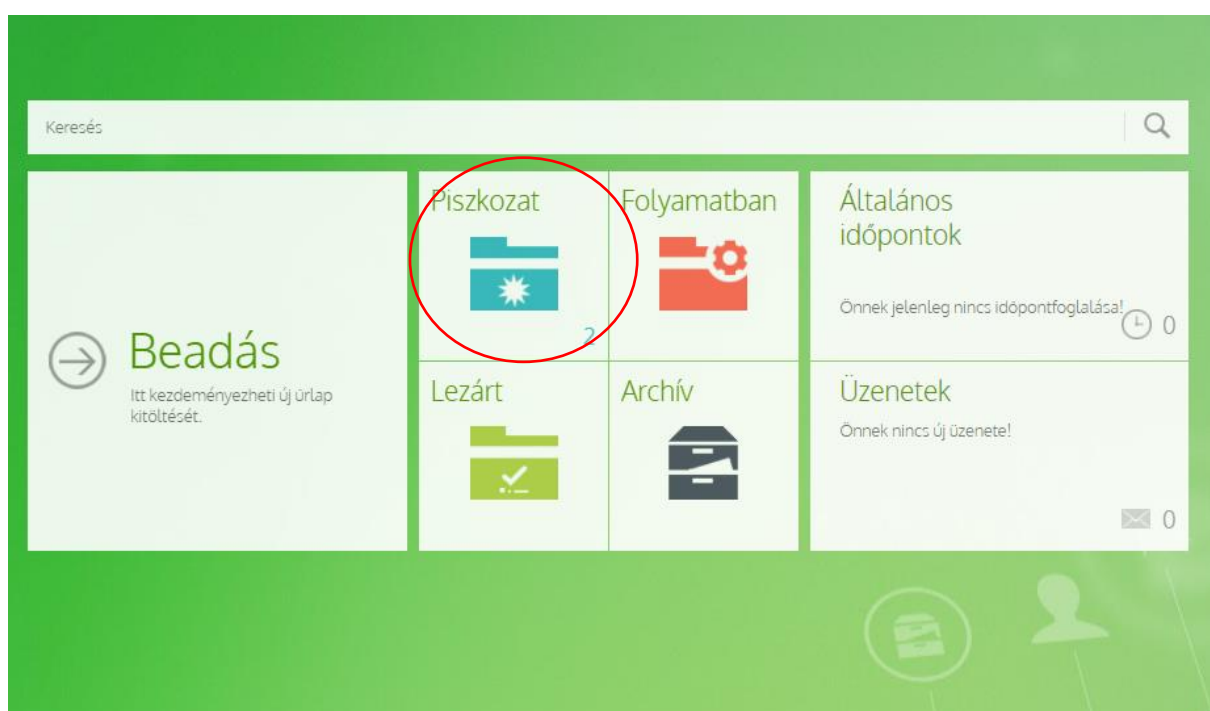 Keresés
Piszkozat
2
Folyamatban
Általános
időpontok
Önnek jelenleg nincs időpontfoglalása!
0
Beadás
Itt kezdeményezheti új űrlap
kitöltését.
Lezárt
Archív
Üzenetek
Önnek nincs új üzenete!
0